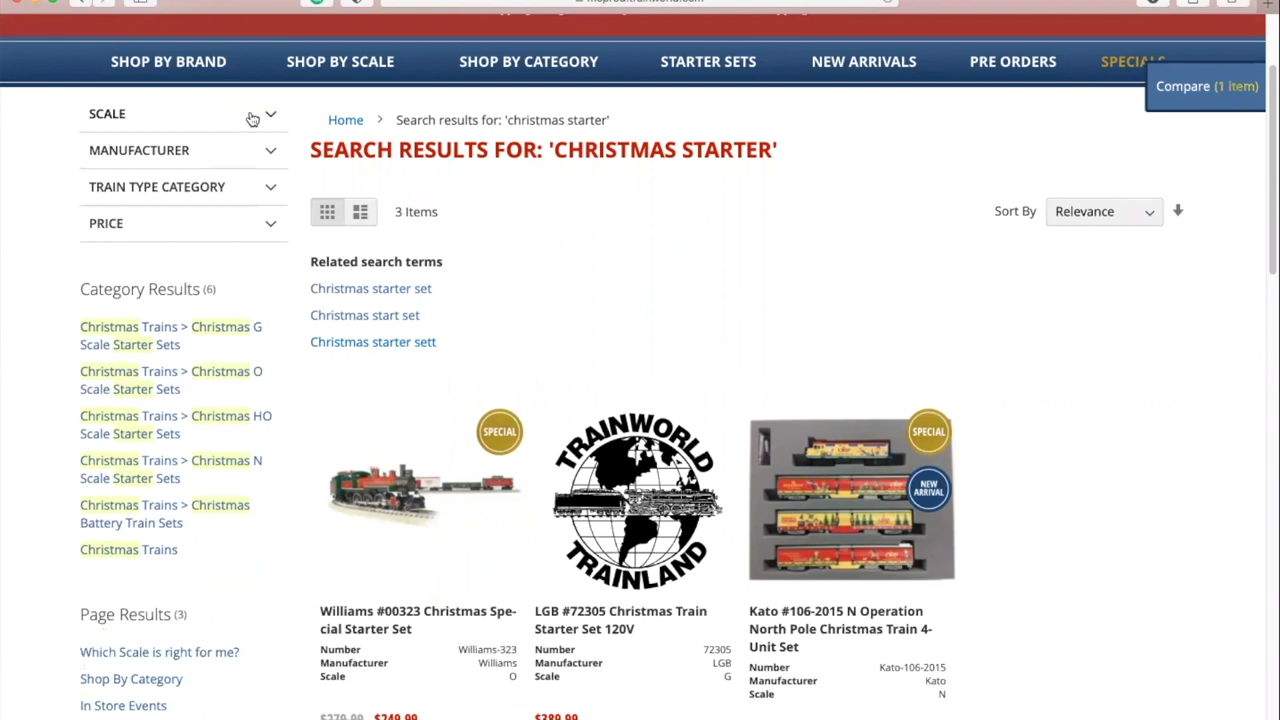 SHOP BY BRAND SHOP BY SCALE SHOP BY CATEGORY STARTER SETS NEW ARRIVALS PRE ORDERS SPECIALS
Compare (1 item)
SCALE
MANUFACTURER
TRAIN TYPE CATEGORY
PRICE
Category Results (6)
Christmas Trains > Christmas G
Scale Starter Sets
Christmas Trains > Christmas O
Scale Starter Sets
Christmas Trains > Christmas HO
Scale Starter Sets
Christmas Trains > Christmas N
Scale Starter Sets
Christmas Trains > Christmas
Battery Train Sets
Christmas Trains
Page Results (3)
Which Scale is right for me?
Shop By Category
In Store Events
Home > Search results for: 'christmas starter'
SEARCH RESULTS FOR: 'CHRISTMAS STARTER'
3 Items
Sort By Relevance
Related search terms
Christmas starter set
Christmas start set
Christmas starter sett
SPECIAL
Williams #00323 Christmas Spe-
cial Starter Set
Number Williams-323
Manufacturer Williams
Scale O
$279.99 $249.99
TRAINWORLD
TRAINLAND
LGB #72305 Christmas Train
Starter Set 120V
Number 72305
Manufacturer LGB
Scale G
$389.99
SPECIAL
NEW
ARRIVAL
Kato #106-2015 N Operation
North Pole Christmas Train 4-
Unit Set
Number Kato-106-2015
Manufacturer Kato
Scale N